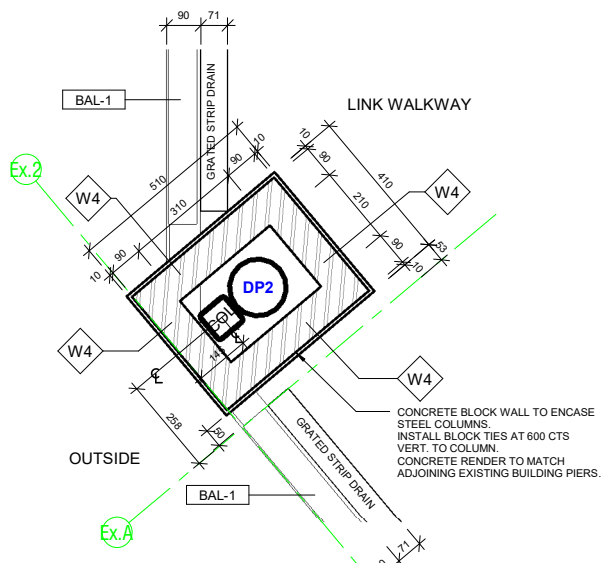 90
71
BAL-1
GRATED STRIP DRAIN
LINK WALKWAY
Ex.2
510
310
90
10
10
90
410
210
W4
W4
90
10
53
10
90
DP2
COL
W4
℄
℄
W4
258
50
CONCRETE BLOCK WALL TO ENCASE
STEEL COLUMNS.
INSTALL BLOCK TIES AT 600 CTS
VERT. TO COLUMN.
CONCRETE RENDER TO MATCH
ADJOINING EXISTING BUILDING PIERS.
OUTSIDE
GRATED STRIP DRAIN
BAL-1
Ex.A
71